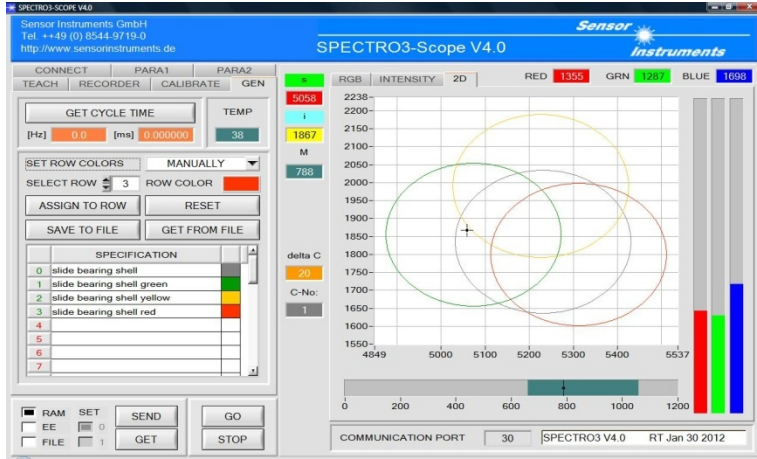 SPECTRO3-SCOPE V4.0
Sensor Instruments GmbH
Tel. ++49 (0) 8544-9719-0
http://www.sensorinstruments.de
SPECTRO3-Scope V4.0
Sensor
Instruments
CONNECT PARA1 PARA2
TEACH RECORDER CALIBRATE GEN
GET CYCLE TIME
TEMP
[Hz] 0.0 [ms] 0.000000 38
SET ROW COLORS MANUALLY
SELECT ROW 3 ROW COLOR
ASSIGN TO ROW RESET
SAVE TO FILE GET FROM FILE
SPECIFICATION
0 slide bearing shell
1 slide bearing shell green
2 slide bearing shell yellow
3 slide bearing shell red
4
5
6
7
RAM SET SEND GO
EE 0
FILE 1 GET STOP
s
5058
i
1867
M
788
delta C
20
C-No:
1
RGB INTENSITY 2D RED 1355 GRN 1287 BLUE 1698
2238
2200
2150
2100
2050
2000
1950
1900
1850
1800
1750
1700
1650
1600
1550
4849 5000 5100 5200 5300 5400 5537
0 200 400 600 800 1000 1200
COMMUNICATION PORT 30 SPECTRO3 V4.0 RT Jan 30 2012